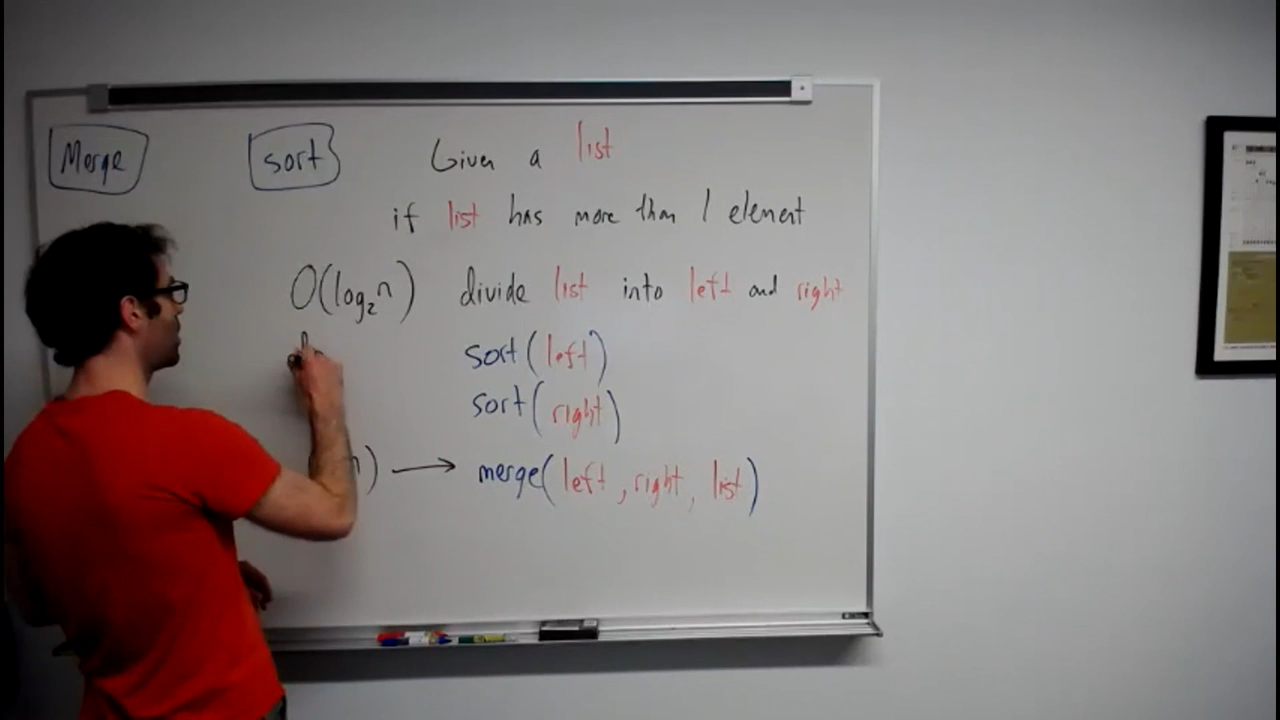 Merge sort Given a list
if list has more than 1 element
O(log₂n) divide list into left and right
sort(left)
sort(right)
n) → merge(left, right, list)